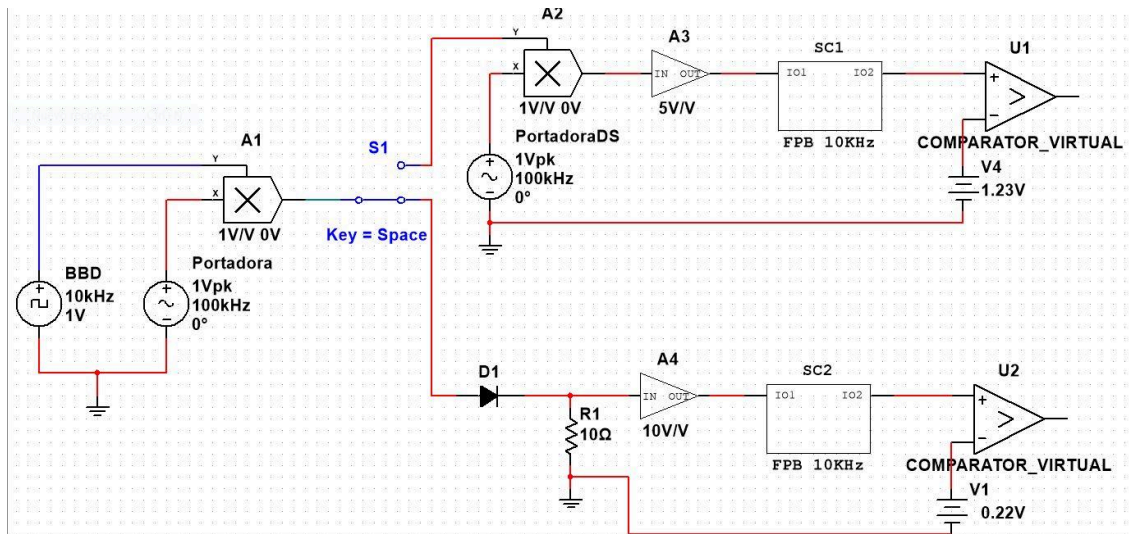 A2
Y
X
1V/V 0V
A3
IN OUT
5V/V
SC1
IO1 IO2
FPB 10KHz
U1
COMPARATOR_VIRTUAL
V4
1.23V
PortadoraDS
1Vpk
100kHz
0°
A1
Y
X
1V/V 0V
S1
Key = Space
BBD
10kHz
1V
Portadora
1Vpk
100kHz
0°
D1
R1
10Ω
A4
IN OUT
10V/V
SC2
IO1 IO2
FPB 10KHz
U2
COMPARATOR_VIRTUAL
V1
0.22V